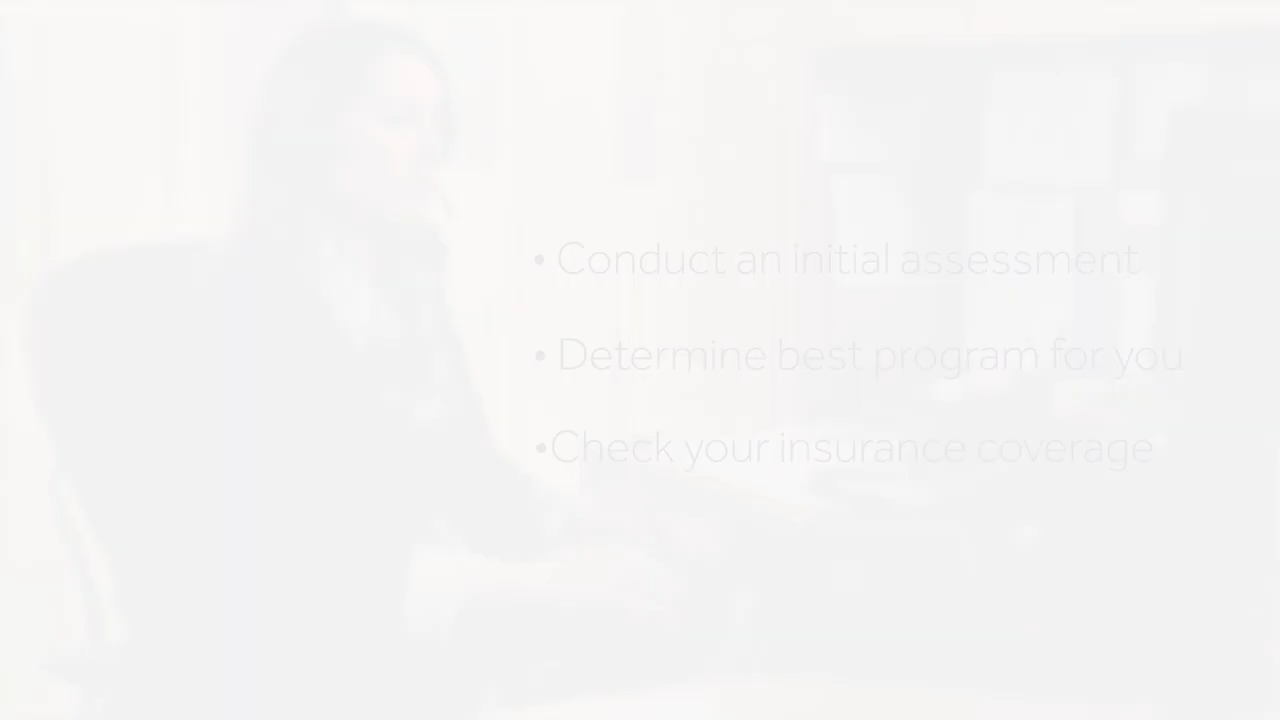 • Conduct an initial assessment
• Determine best program for you
•Check your insurance coverage